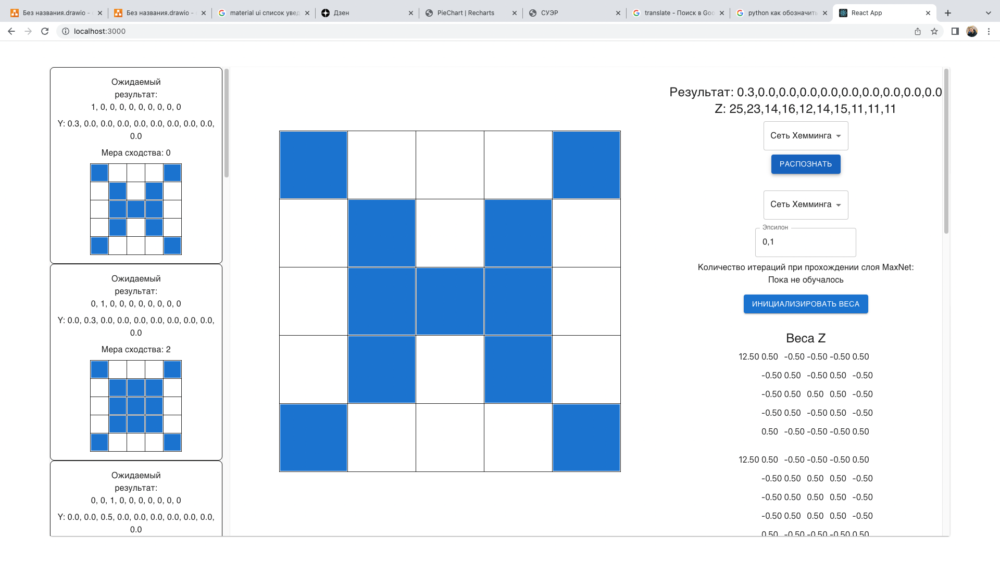 Без названия.drawio -
Без названия.drawio -
material ui список увед
Дзен
PieChart | Recharts
СУЭР
translate - Поиск в Goo
python как обозначить
React App
localhost:3000
Ожидаемый
результат:
1, 0, 0, 0, 0, 0, 0, 0, 0, 0
Y: 0.3, 0.0, 0.0, 0.0, 0.0, 0.0, 0.0, 0.0, 0.0,
0.0
Мера сходства: 0
Ожидаемый
результат:
0, 1, 0, 0, 0, 0, 0, 0, 0, 0
Y: 0.0, 0.3, 0.0, 0.0, 0.0, 0.0, 0.0, 0.0, 0.0,
0.0
Мера сходства: 2
Ожидаемый
результат:
0, 0, 1, 0, 0, 0, 0, 0, 0, 0
Y: 0.0, 0.0, 0.5, 0.0, 0.0, 0.0, 0.0, 0.0, 0.0,
0.0
Результат: 0.3,0.0,0.0,0.0,0.0,0.0,0.0,0.0,0.0,0.0
Z: 25,23,14,16,12,14,15,11,11,11
Сеть Хемминга
РАСПОЗНАТЬ
Сеть Хемминга
Эпсилон
0,1
Количество итераций при прохождении слоя MaxNet:
Пока не обучалось
ИНИЦИАЛИЗИРОВАТЬ ВЕСА
Веса Z
12.50 0.50 -0.50 -0.50 -0.50 0.50
-0.50 0.50 -0.50 0.50 -0.50
-0.50 0.50 0.50 0.50 -0.50
-0.50 0.50 -0.50 0.50 -0.50
0.50 -0.50 -0.50 -0.50 0.50
12.50 0.50 -0.50 -0.50 -0.50 0.50
-0.50 0.50 0.50 0.50 -0.50
-0.50 0.50 0.50 0.50 -0.50
-0.50 0.50 0.50 0.50 -0.50
0.50 -0.50 -0.50 -0.50 0.50